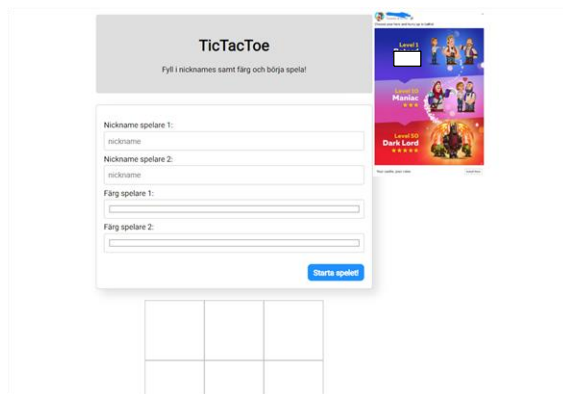 TicTacToe
Fyll i nicknames samt färg och börja spela!
Nickname spelare 1:
nickname
Nickname spelare 2:
nickname
Färg spelare 1:
Färg spelare 2:
Starta spelet!
Level 1
Level 10
Maniac
Level 50
Dark Lord